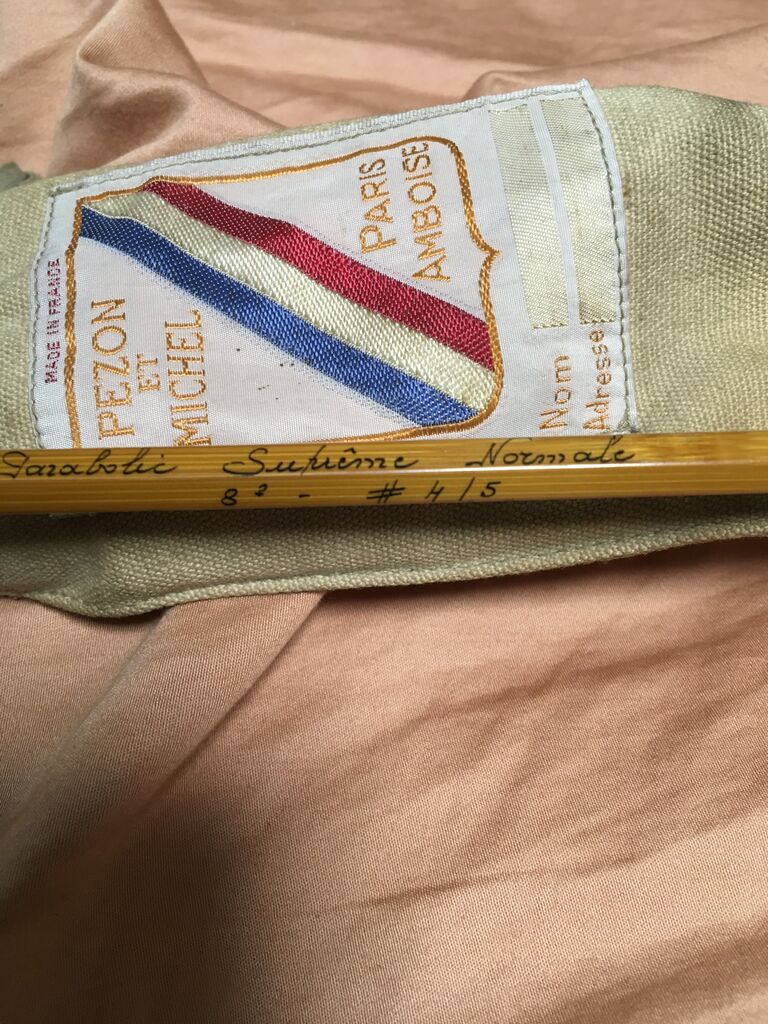 MADE IN FRANCE
PEZON
ET
MICHEL
PARIS
AMBOISE
Nom
Adresse
Parabolic Suprême Normale
8² - # 4/5